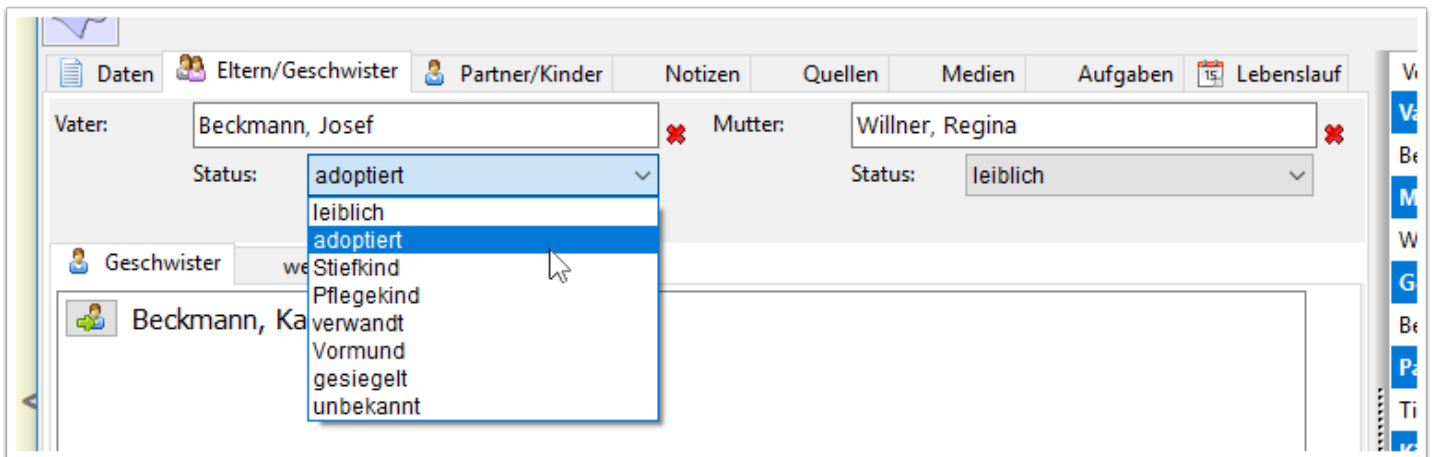 Daten Eltern/Geschwister Partner/Kinder Notizen Quellen Medien Aufgaben 15 Lebenslauf
Vater: Beckmann, Josef Mutter: Willner, Regina
Status: adoptiert Status: leiblich
leiblich
adoptiert
Geschwister
Stiefkind
Pflegekind
Beckmann, Ka
verwandt
Vormund
gesiegelt
unbekannt